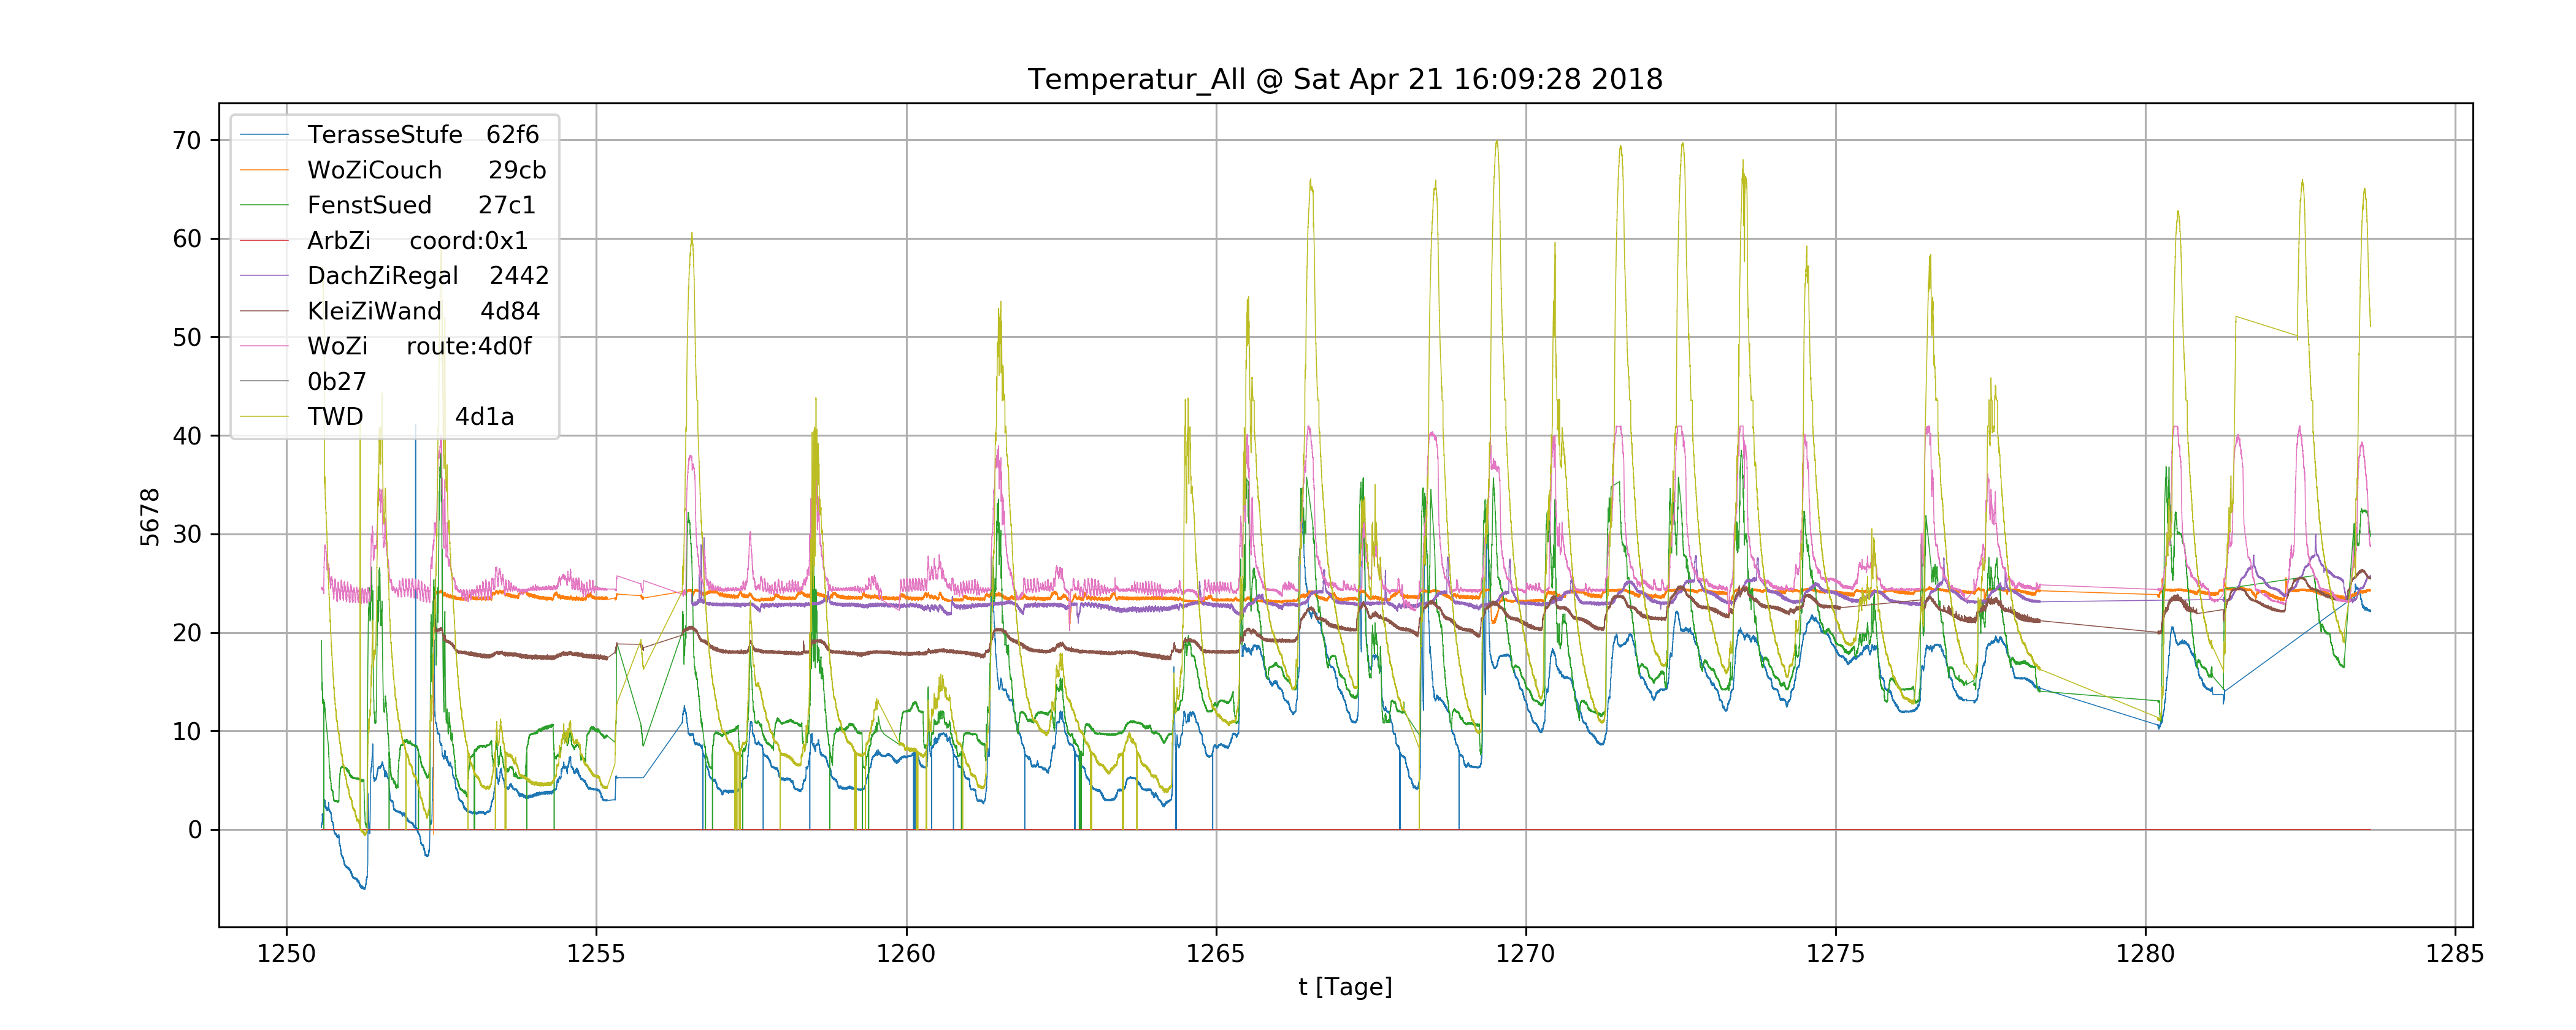 Temperatur_All @ Sat Apr 21 16:09:28 2018
TerasseStufe 62f6
WoZiCouch 29cb
FenstSued 27c1
ArbZi coord:0x1
DachZiRegal 2442
KleiZiWand 4d84
WoZi route:4d0f
0b27
TWD 4d1a
70
60
50
40
30
20
10
0
5678
1250 1255 1260 1265 1270 1275 1280 1285
t [Tage]